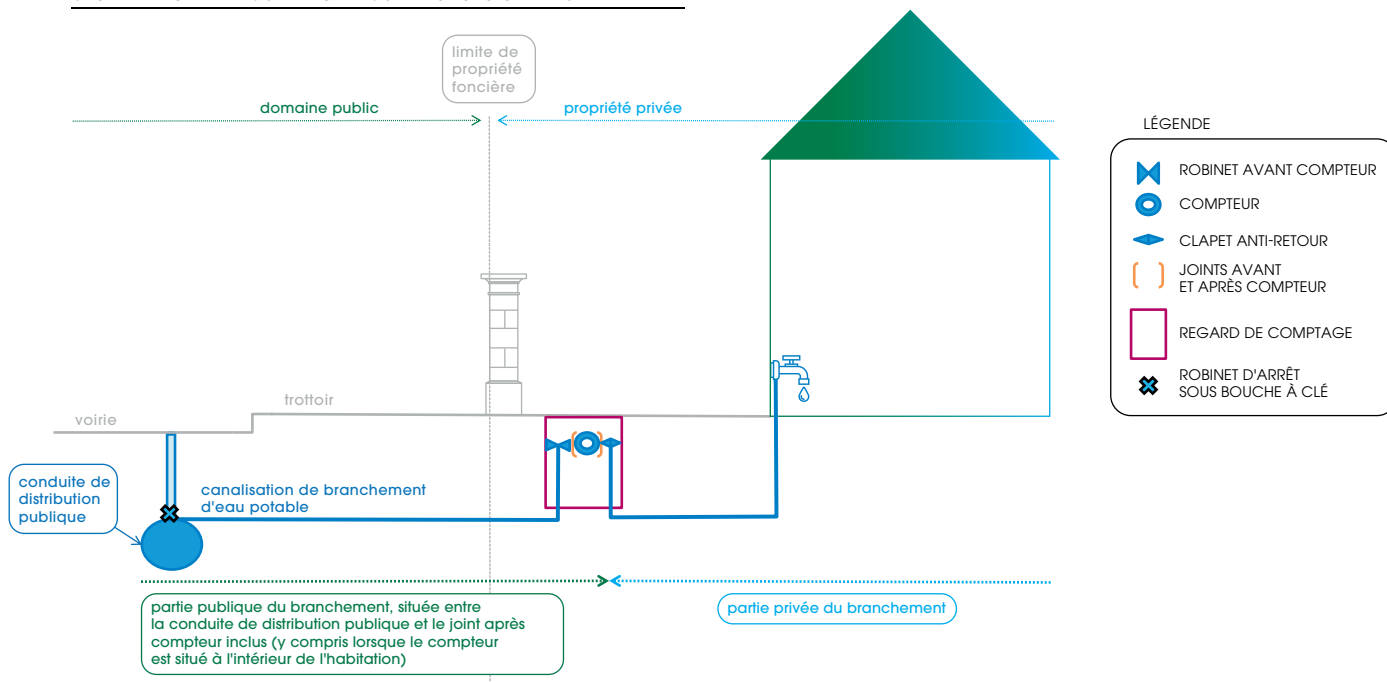 limite de
propriété
foncière
domaine public
propriété privée
trottoir
voirie
conduite de
distribution
publique
canalisation de branchement
d'eau potable
partie publique du branchement, située entre
la conduite de distribution publique et le joint après
compteur inclus (y compris lorsque le compteur
est situé à l'intérieur de l'habitation)
partie privée du branchement
LÉGENDE
ROBINET AVANT COMPTEUR
COMPTEUR
CLAPET ANTI-RETOUR
JOINTS AVANT
ET APRÈS COMPTEUR
REGARD DE COMPTAGE
ROBINET D'ARRÊT
SOUS BOUCHE À CLÉ